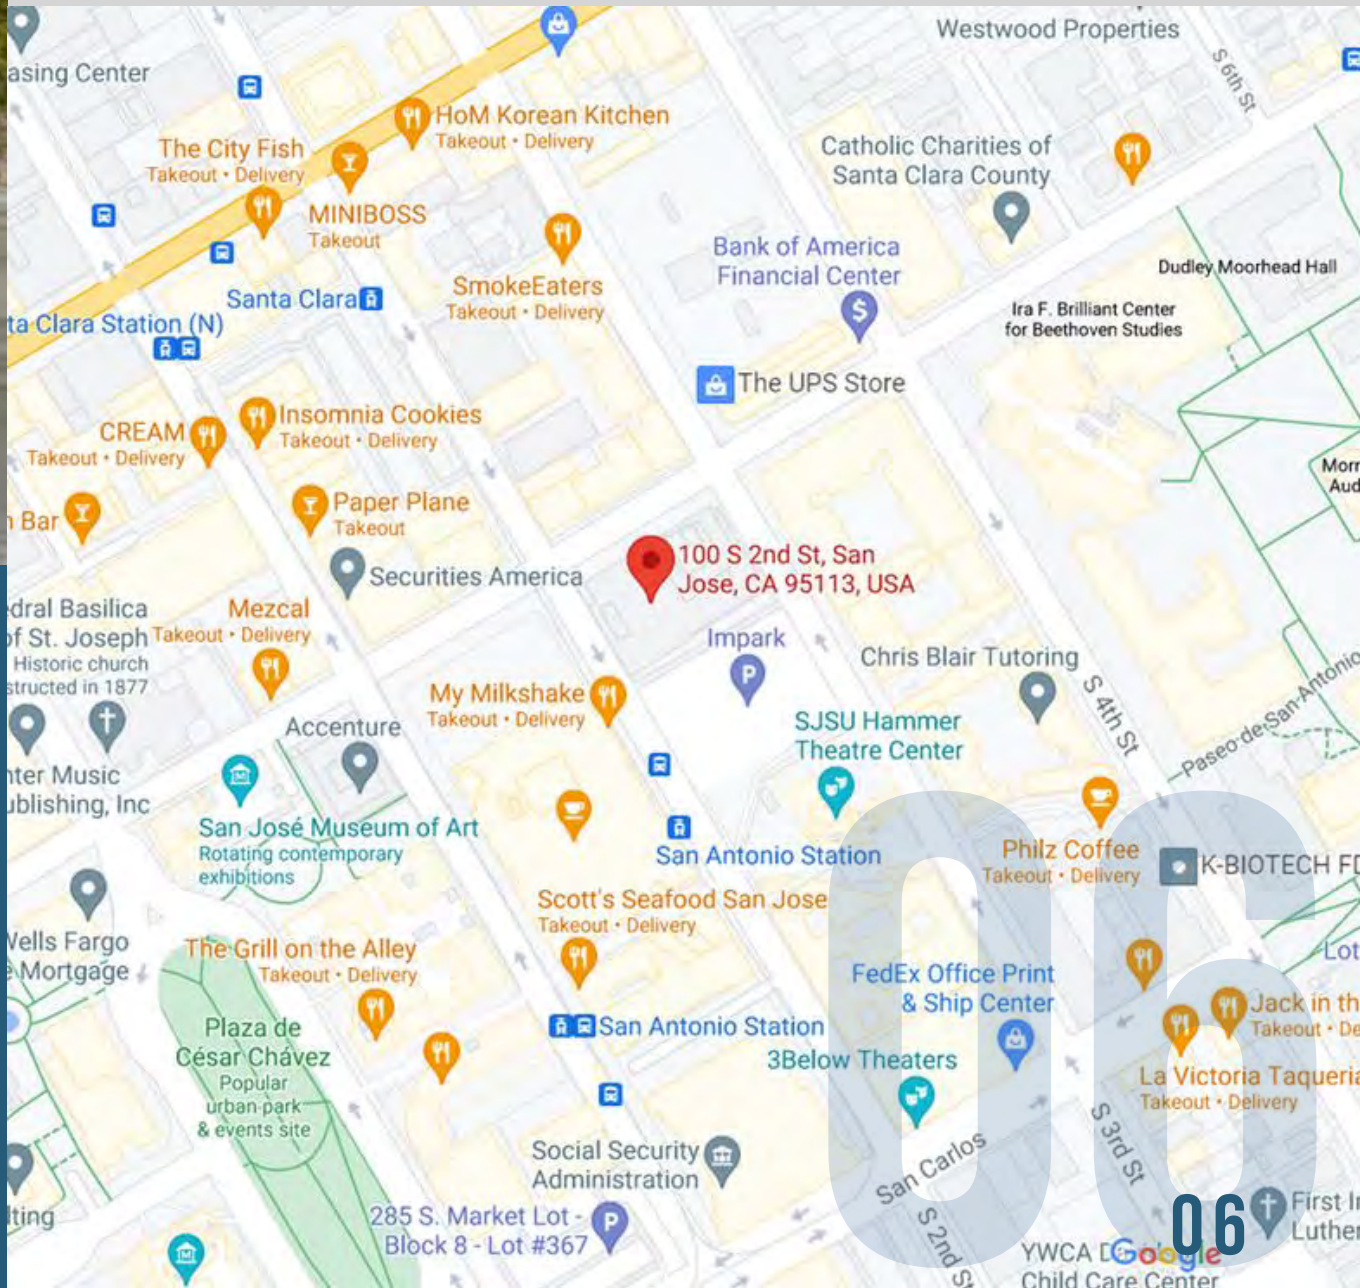 Westwood Properties
S 6th St
asing Center
HoM Korean Kitchen
Takeout • Delivery
The City Fish
Takeout • Delivery
MINIBOSS
Takeout
Catholic Charities of
Santa Clara County
SmokeEaters
Takeout • Delivery
Bank of America
Financial Center
Dudley Moorhead Hall
Ira F. Brilliant Center
for Beethoven Studies
Santa Clara
ta Clara Station (N)
The UPS Store
CREAM
Takeout • Delivery
Insomnia Cookies
Takeout • Delivery
Morr
Aud
Bar
Paper Plane
Takeout
Securities America
100 S 2nd St, San
Jose, CA 95113, USA
edral Basilica
of St. Joseph
Historic church
structed in 1877
Mezcal
Takeout • Delivery
Impark
P
Chris Blair Tutoring
My Milkshake
Takeout • Delivery
S 4th St
Paseo de San Antonio
Accenture
SJSU Hammer
Theatre Center
nter Music
ublishing, Inc
San José Museum of Art
Rotating contemporary
exhibitions
San Antonio Station
Philz Coffee
Takeout • Delivery
K-BIOTECH FD
Scott's Seafood San Jose
Takeout • Delivery
Wells Fargo
e Mortgage
The Grill on the Alley
Takeout • Delivery
FedEx Office Print
& Ship Center
Lot
Jack in th
Takeout • De
Plaza de
César Chávez
Popular
urban park
& events site
San Antonio Station
3Below Theaters
La Victoria Taqueria
Takeout • Delivery
S 3rd St
Social Security
Administration
San Carlos
285 S. Market Lot -
Block 8 - Lot #367
P
lting
S 2nd St
First I
Luther
YWCA
Google
Child Care Center
06
06